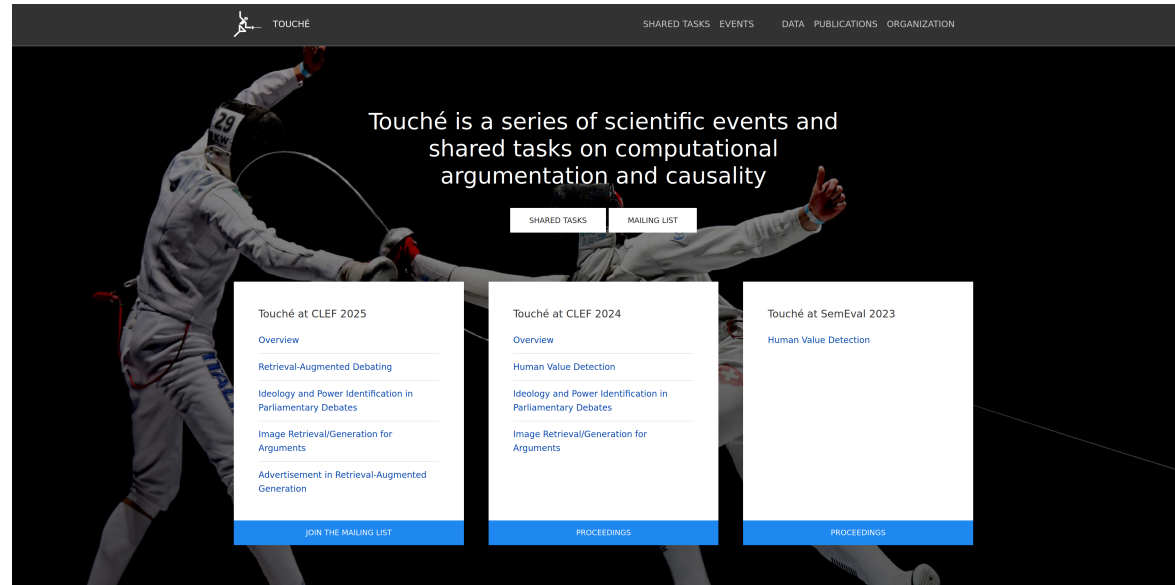 TOUCHÉ
SHARED TASKS EVENTS DATA PUBLICATIONS ORGANIZATION
29
Touché is a series of scientific events and
shared tasks on computational
argumentation and causality
SHARED TASKS
MAILING LIST
Touché at CLEF 2025
Overview
Retrieval-Augmented Debating
Ideology and Power Identification in
Parliamentary Debates
Image Retrieval/Generation for
Arguments
Advertisement in Retrieval-Augmented
Generation
JOIN THE MAILING LIST
Touché at CLEF 2024
Overview
Human Value Detection
Ideology and Power Identification in
Parliamentary Debates
Image Retrieval/Generation for
Arguments
PROCEEDINGS
Touché at SemEval 2023
Human Value Detection
PROCEEDINGS